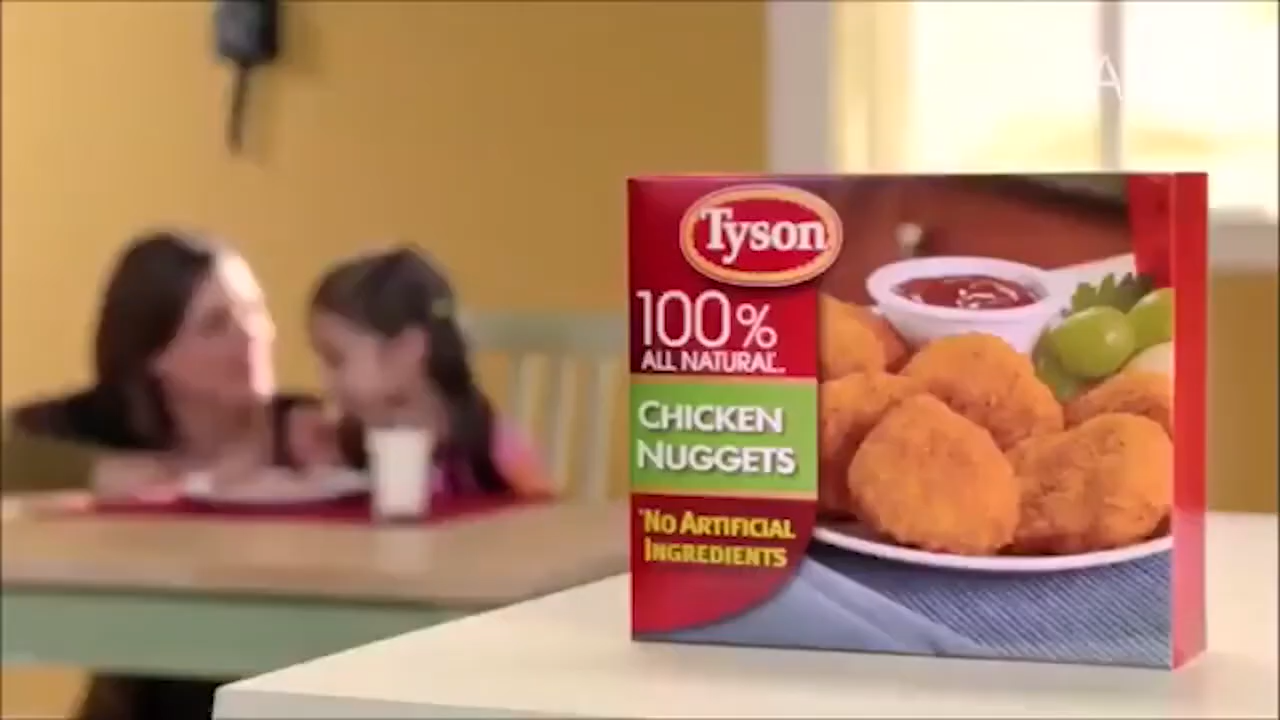 A
Tyson
100%
ALL NATURAL*
CHICKEN
NUGGETS
*NO ARTIFICIAL
INGREDIENTS